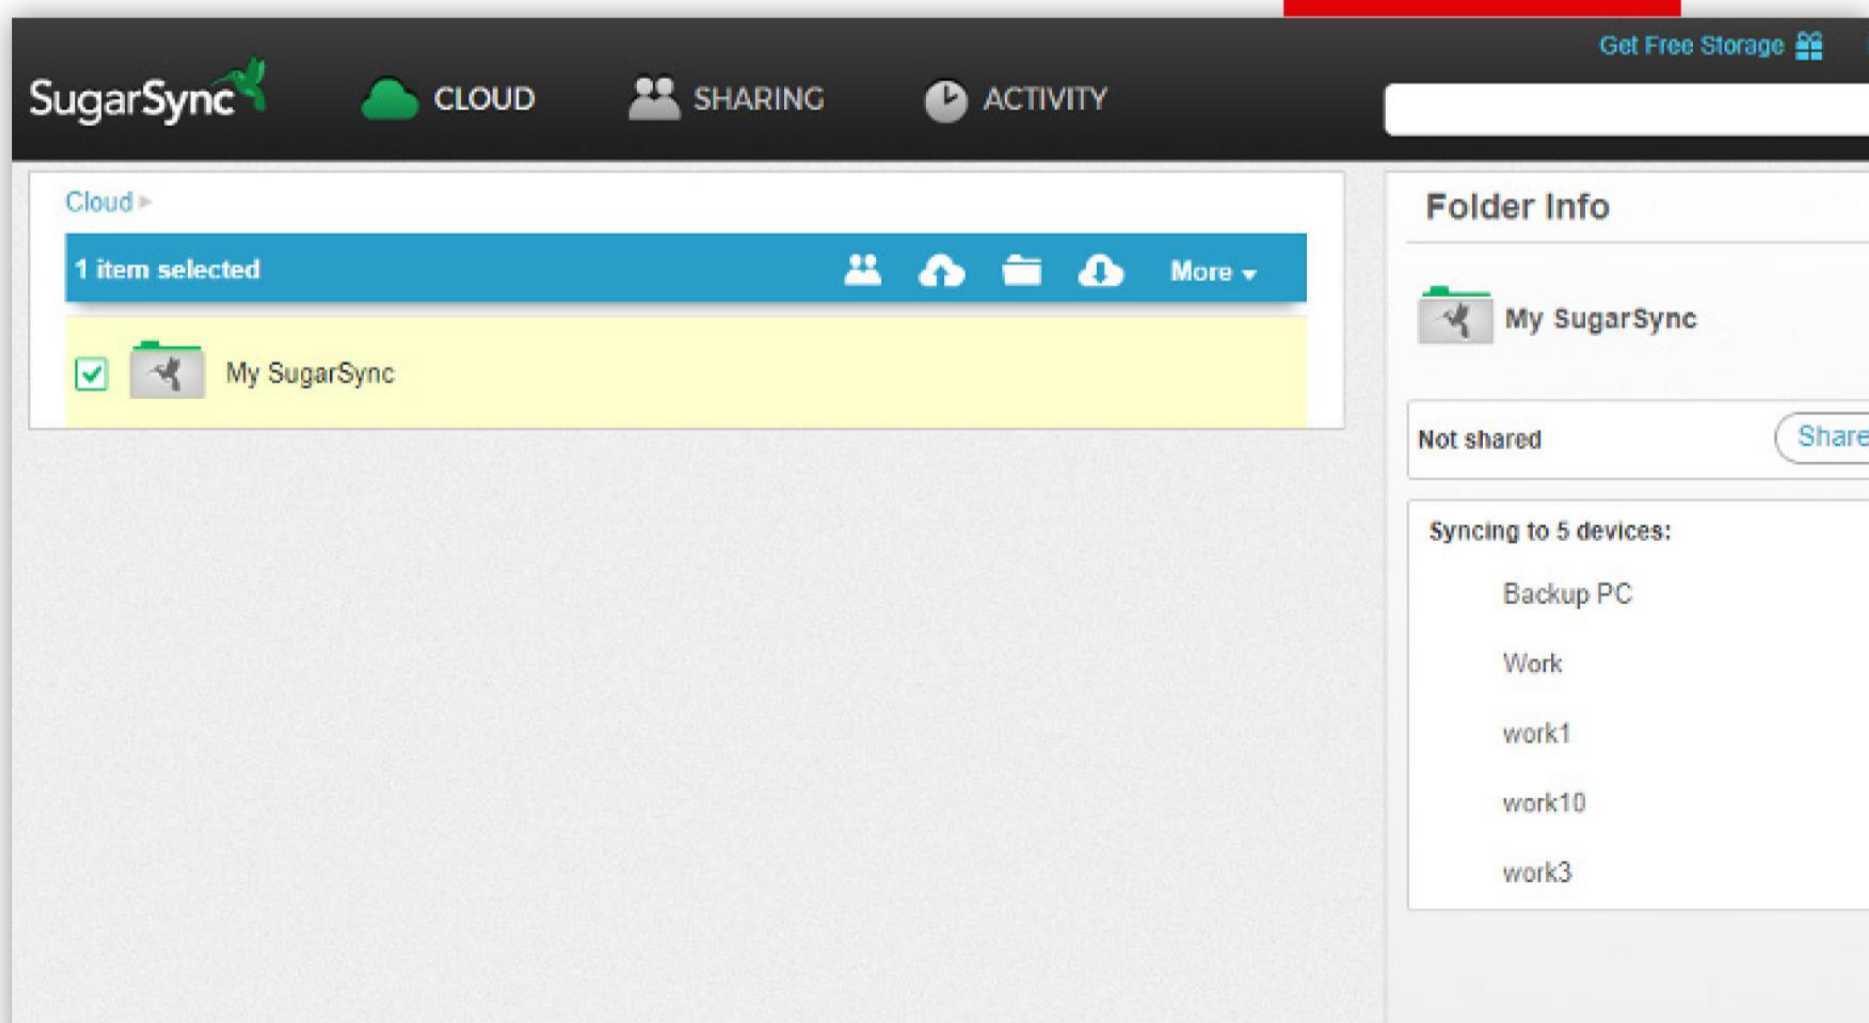 Get Free Storage
SugarSync
CLOUD
SHARING
ACTIVITY
Cloud
1 item selected
More
My SugarSync
Folder Info
My SugarSync
Not shared
Share
Syncing to 5 devices:
Backup PC
Work
work1
work10
work3